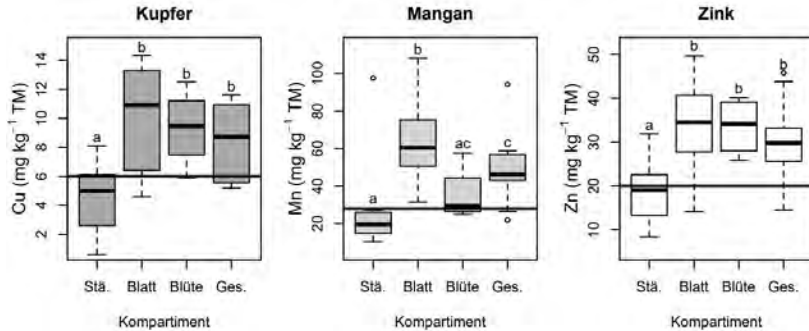 Kupfer
Cu (mg kg⁻¹ TM)
14
12
10
8
6
4
2
a
b
b
b
Stä. Blatt Blüte Ges.
Kompartiment
Mangan
Mn (mg kg⁻¹ TM)
100
80
60
40
20
a
b
ac
c
Stä. Blatt Blüte Ges.
Kompartiment
Zink
Zn (mg kg⁻¹ TM)
50
40
30
20
10
a
b
b
b
Stä. Blatt Blüte Ges.
Kompartiment